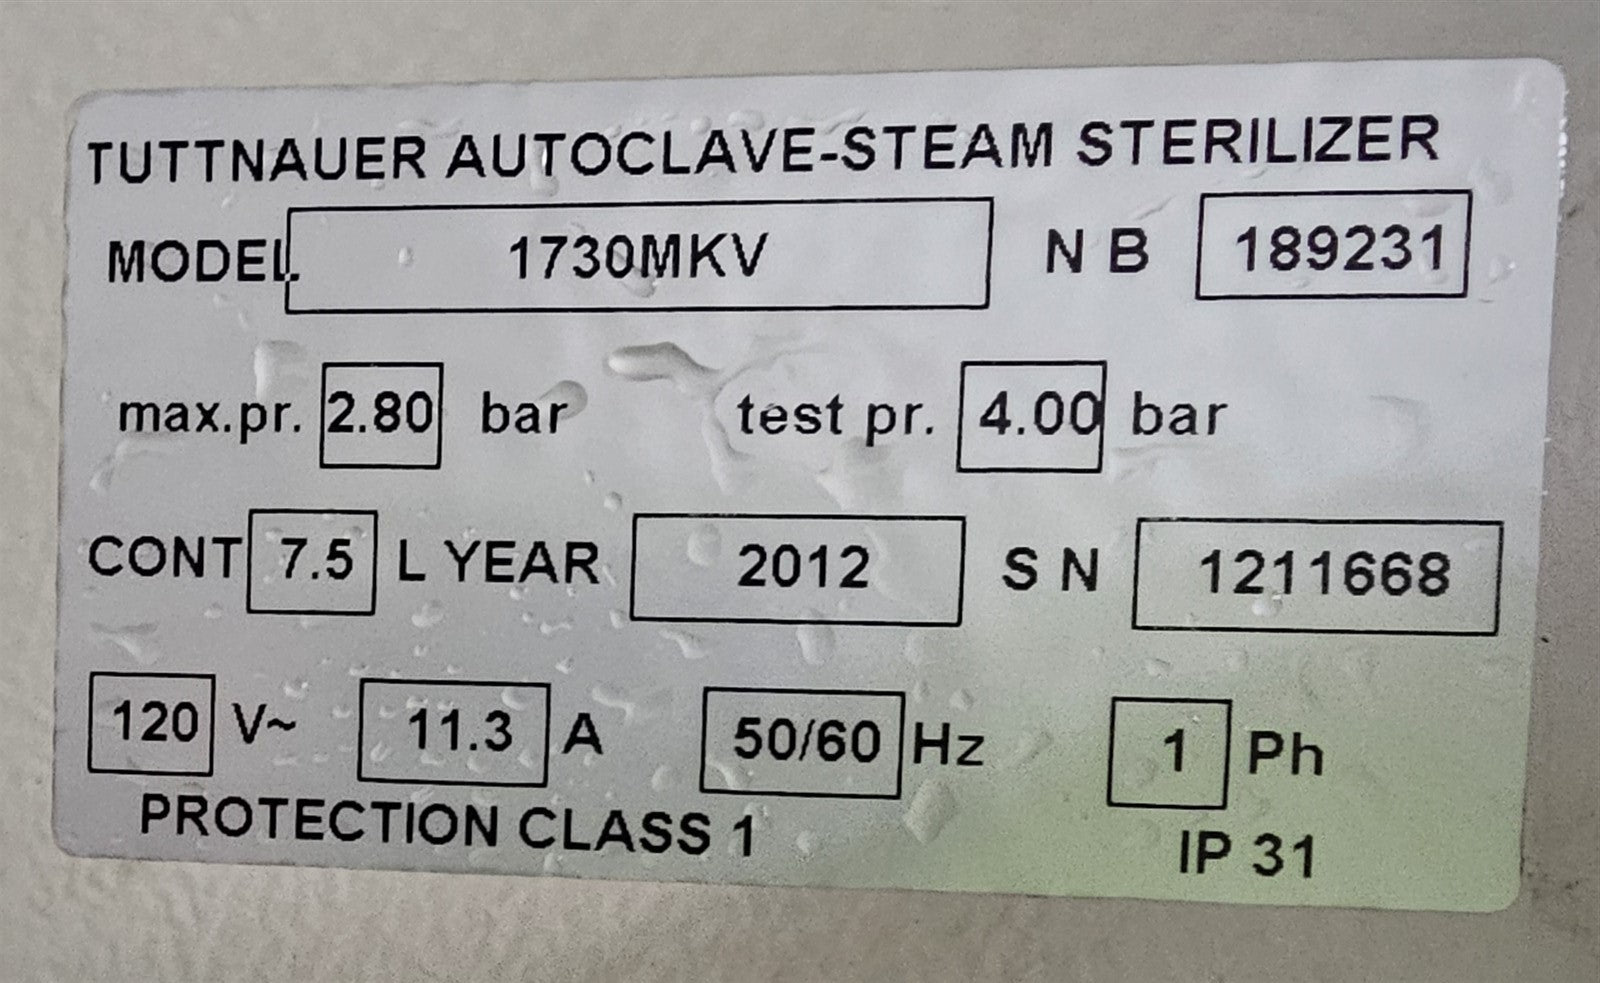 TUTTNAUER AUTOCLAVE-STEAM STERILIZER
MODEL. 1730MKV N B 189231
max.pr. 2.80 bar test pr. 4.00 bar
CONT 7.5 L YEAR 2012 S N 1211668
120 V~ 11.3 A 50/60 Hz 1 Ph
PROTECTION CLASS 1 IP 31